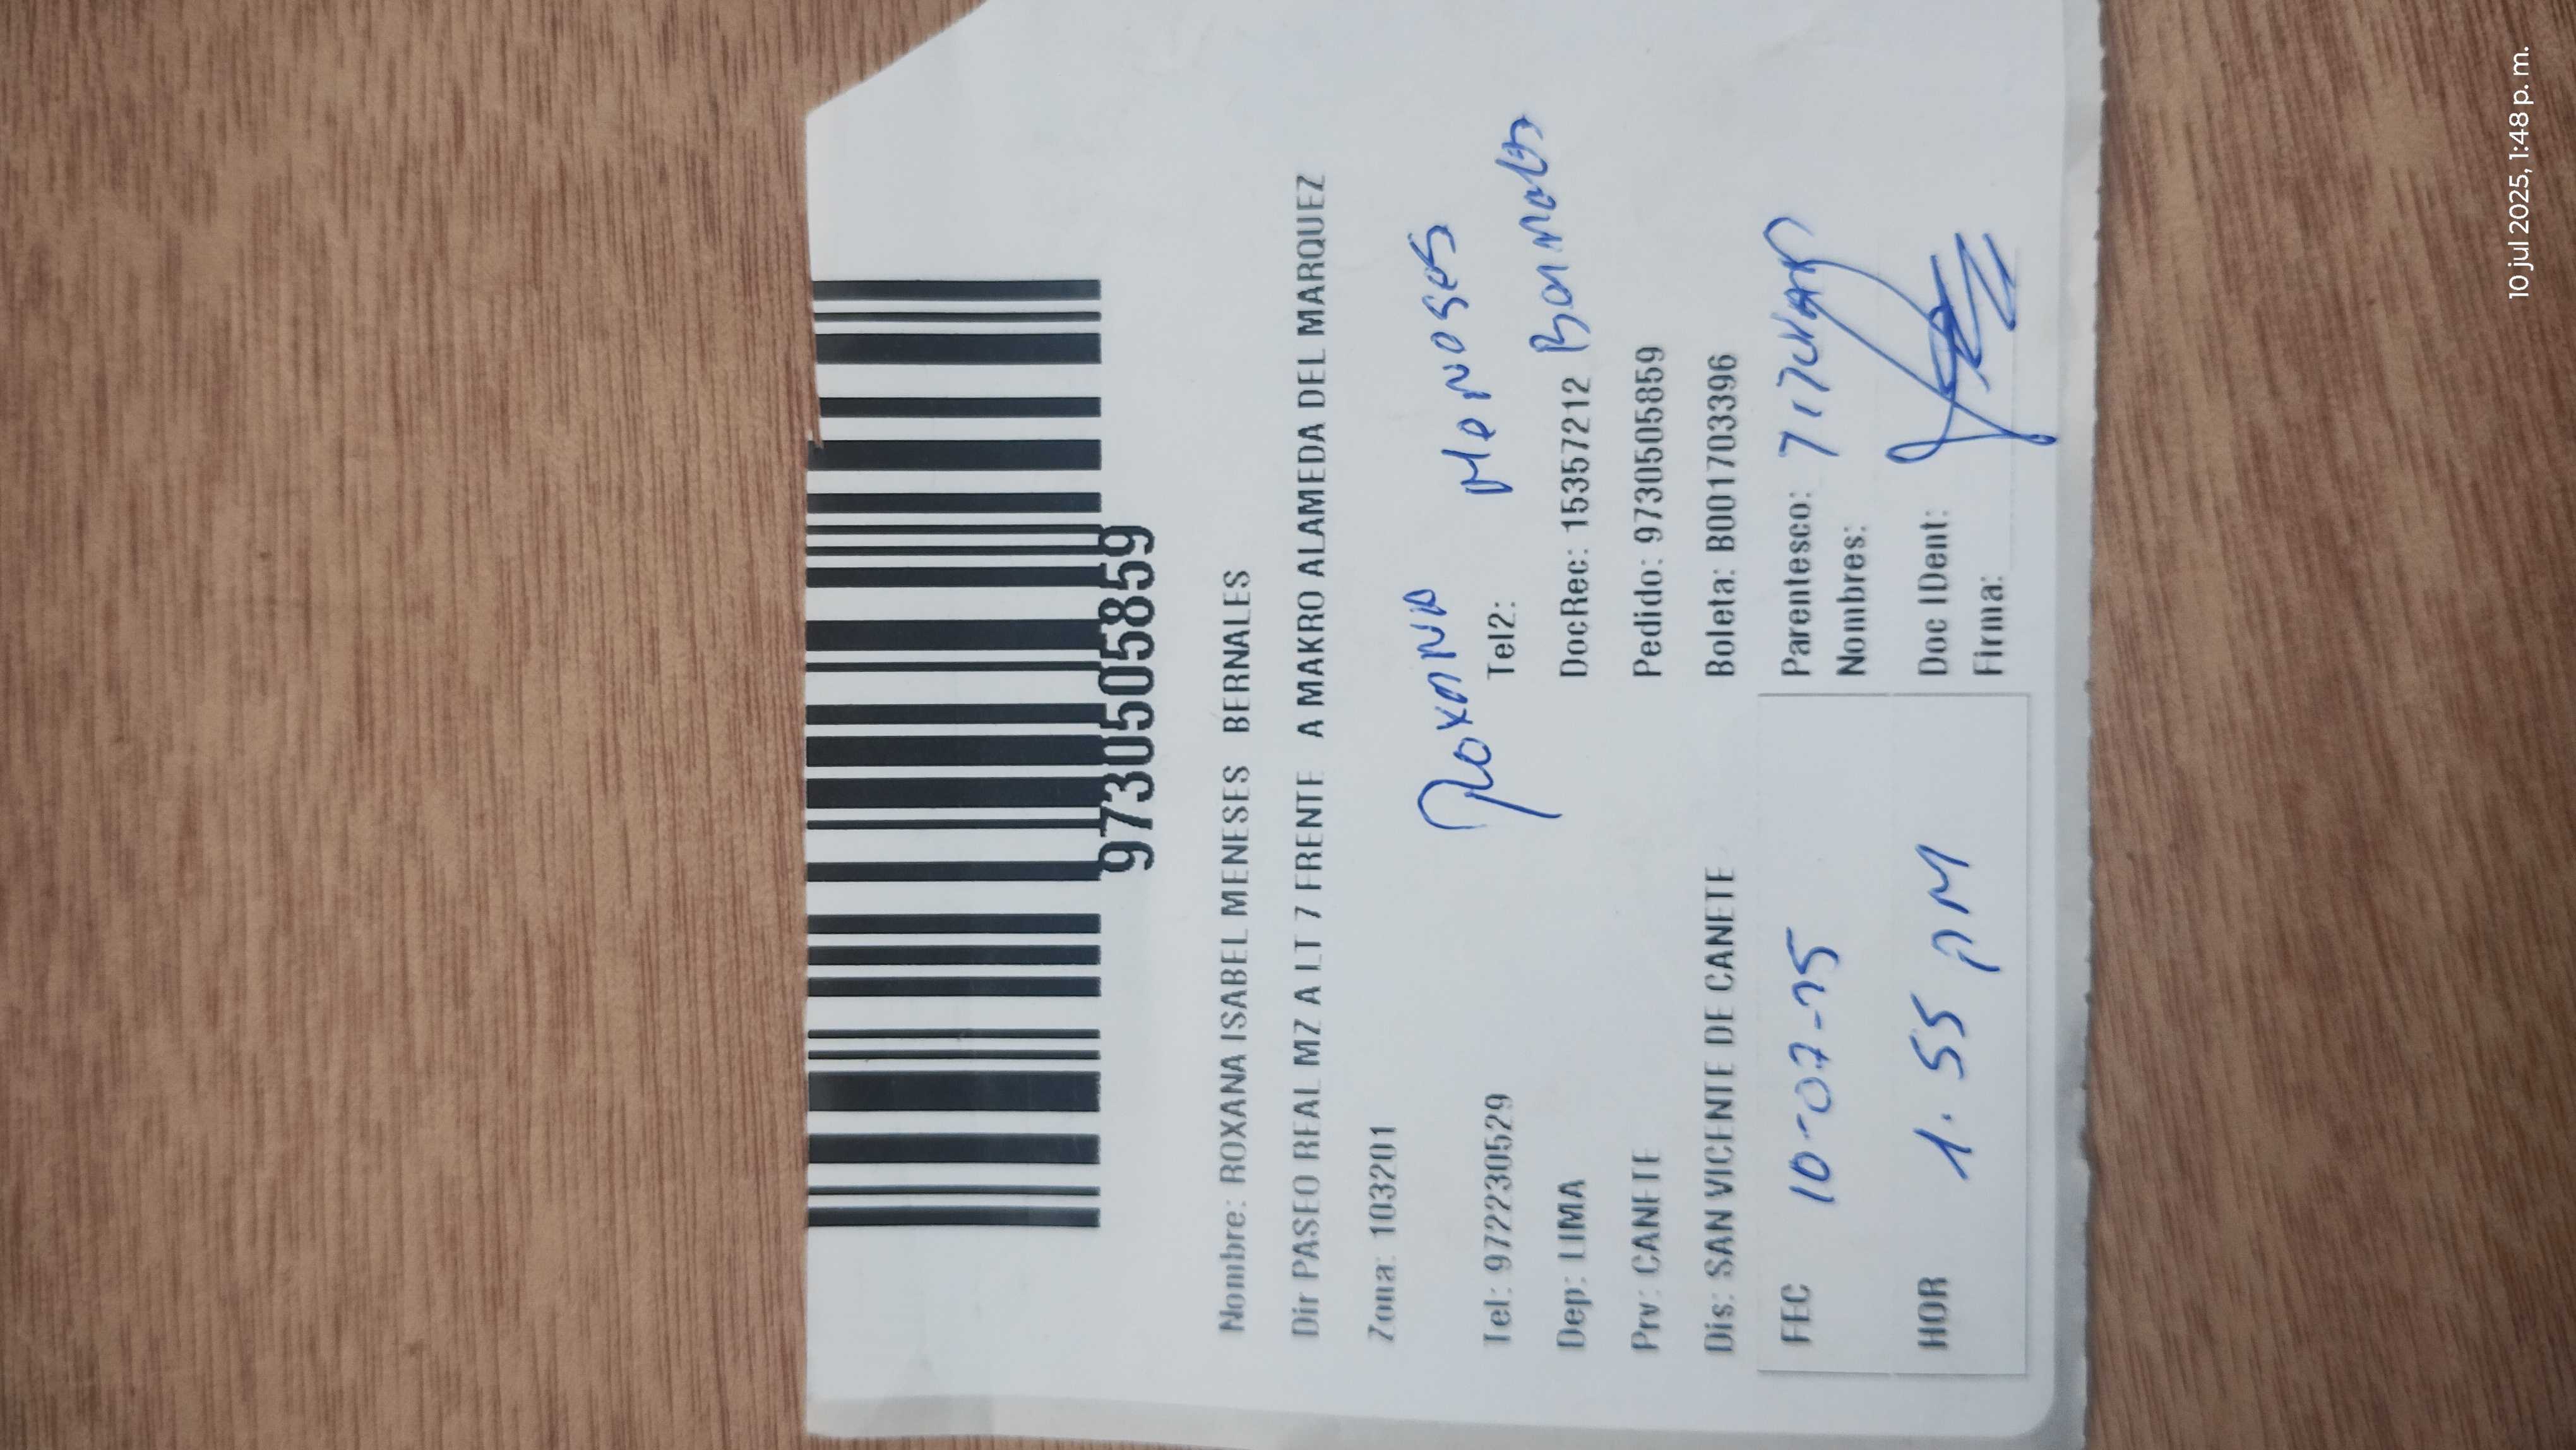 97305058​59
Nombre: ROXANA ISABEL MENESES BERNALES
Dir PASEO REAL MZ A LT 7 FRENTE A MAKRO ALAMEDA DEL MARQUEZ
Zona: 103201
Roxana Meneses
Tel: 972230529 Tel2:
Dep: LIMA DocRec: 15357212
Prv: CANETE Pedido: 9730505859
Dis: SAN VICENTE DE CANETE Boleta: B001703396
FEC 10-07-25 Parentesco: Titular
Nombres:
HOR 1.55 PM Doc IDent:
Firma:
10 jul 2025, 1:48 p. m.